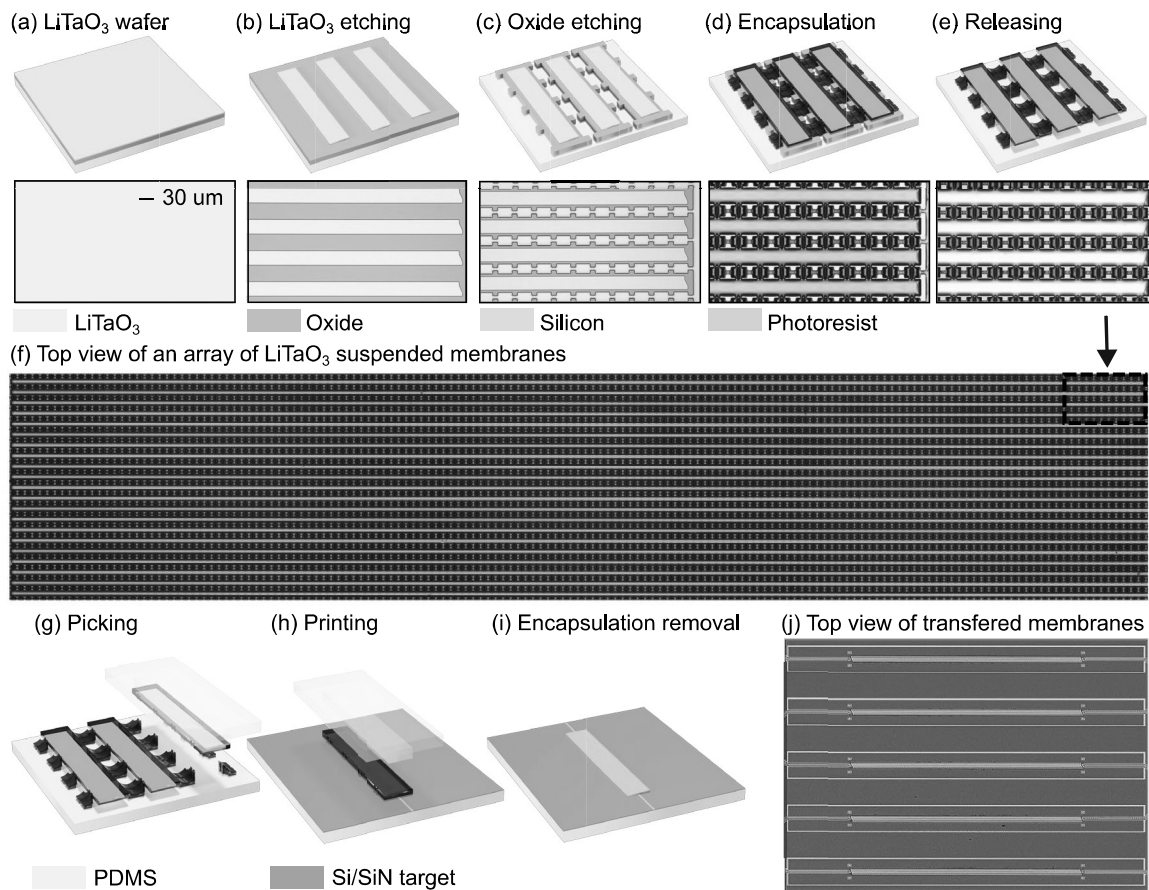 (a) LiTaO₃ wafer
(b) LiTaO₃ etching
(c) Oxide etching
(d) Encapsulation
(e) Releasing
30 um
LiTaO₃
Oxide
Silicon
Photoresist
(f) Top view of an array of LiTaO₃ suspended membranes
(g) Picking
(h) Printing
(i) Encapsulation removal
(j) Top view of transfered membranes
PDMS
Si/SiN target